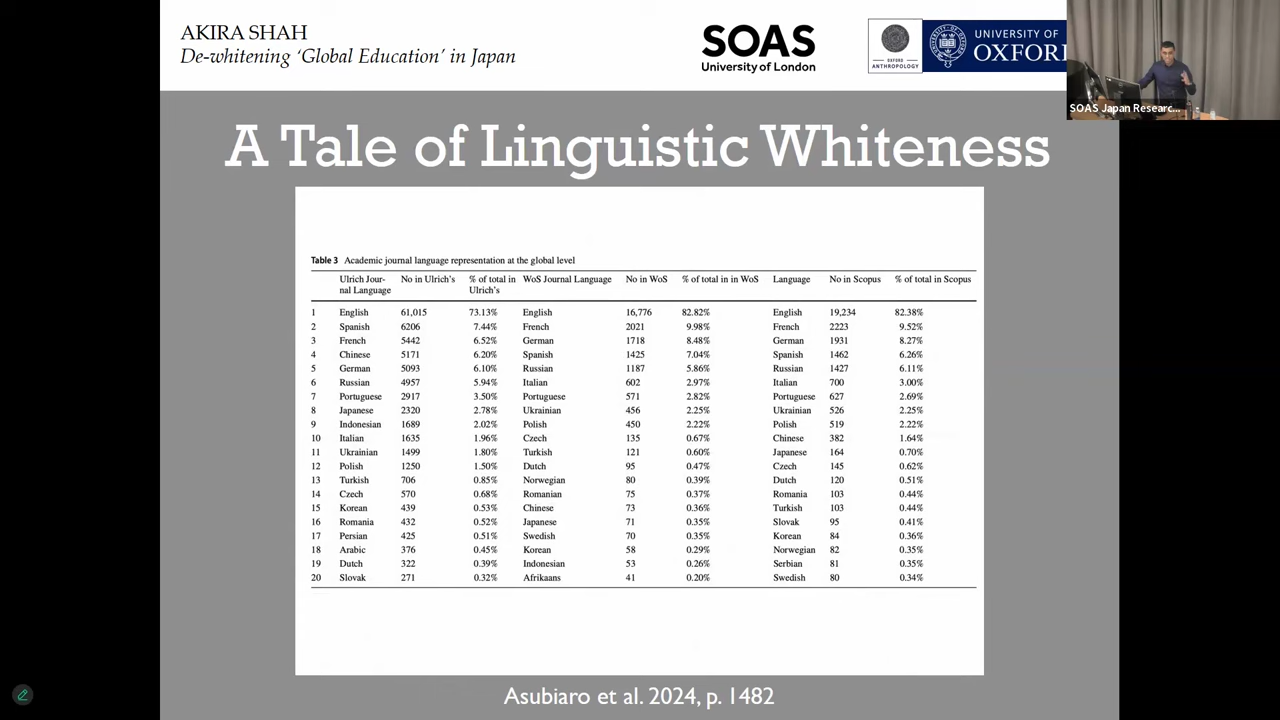 AKIRA SHAH
De-whitening 'Global Education' in Japan
SOAS
University of London
OXFORD
ANTHROPOLOGY
UNIVERSITY OF
OXFORD
SOAS Japan Researc...
A Tale of Linguistic Whiteness
Table 3 Academic journal language representation at the global level
Ulrich Jour- No in Ulrich's % of total in WoS Journal Language No in WoS % of total in in WoS Language No in Scopus % of total in Scopus
nal Language Ulrich's
1 English 61,015 73.13% English 16,776 82.82% English 19,234 82.38%
2 Spanish 6206 7.44% French 2021 9.98% French 2223 9.52%
3 French 5442 6.52% German 1718 8.48% German 1931 8.27%
4 Chinese 5171 6.20% Spanish 1425 7.04% Spanish 1462 6.26%
5 German 5093 6.10% Russian 1187 5.86% Russian 1427 6.11%
6 Russian 4957 5.94% Italian 602 2.97% Italian 700 3.00%
7 Portuguese 2917 3.50% Portuguese 571 2.82% Portuguese 627 2.69%
8 Japanese 2320 2.78% Ukrainian 456 2.25% Ukrainian 526 2.25%
9 Indonesian 1689 2.02% Polish 450 2.22% Polish 519 2.22%
10 Italian 1635 1.96% Czech 135 0.67% Chinese 382 1.64%
11 Ukrainian 1499 1.80% Turkish 121 0.60% Japanese 164 0.70%
12 Polish 1250 1.50% Dutch 95 0.47% Czech 145 0.62%
13 Turkish 706 0.85% Norwegian 80 0.39% Dutch 120 0.51%
14 Czech 570 0.68% Romanian 75 0.37% Romania 103 0.44%
15 Korean 439 0.53% Chinese 73 0.36% Turkish 103 0.44%
16 Romania 432 0.52% Japanese 71 0.35% Slovak 95 0.41%
17 Persian 425 0.51% Swedish 70 0.35% Korean 84 0.36%
18 Arabic 376 0.45% Korean 58 0.29% Norwegian 82 0.35%
19 Dutch 322 0.39% Indonesian 53 0.26% Serbian 81 0.35%
20 Slovak 271 0.32% Afrikaans 41 0.20% Swedish 80 0.34%
Asubiaro et al. 2024, p. 1482